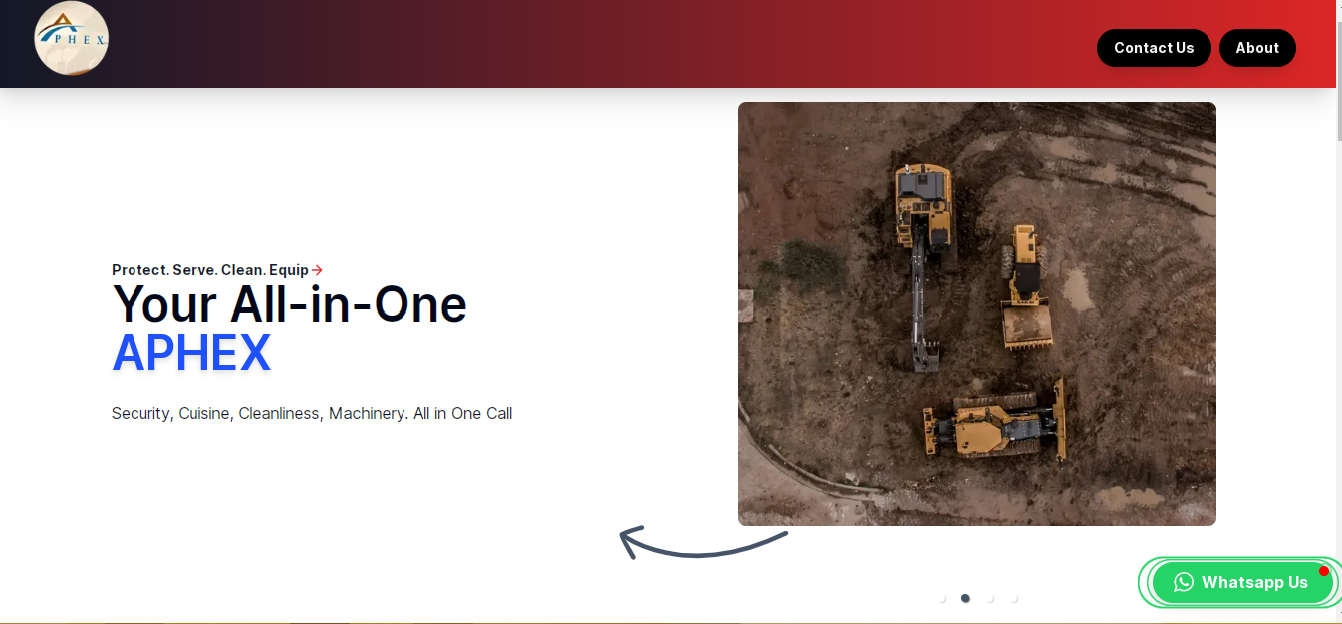 APHEX
Contact Us
About
Protect. Serve. Clean. Equip
Your All-in-One
APHEX
Security, Cuisine, Cleanliness, Machinery. All in One Call
Whatsapp Us